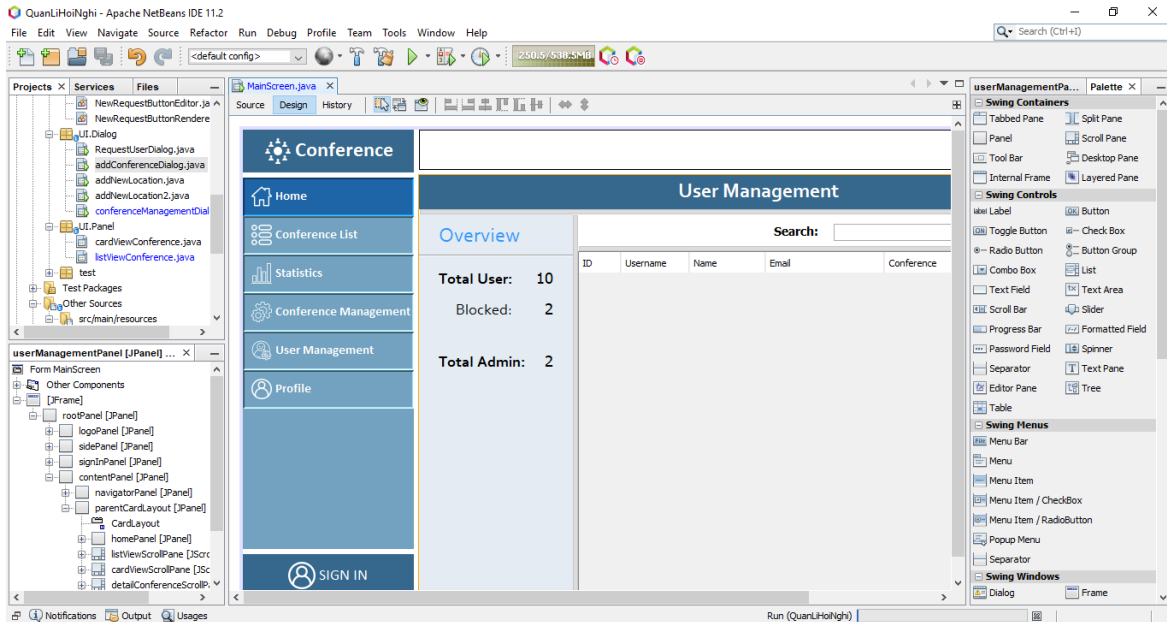 QuanLiHoiNghi - Apache NetBeans IDE 11.2
File Edit View Navigate Source Refactor Run Debug Profile Team Tools Window Help
Search (Ctrl+I)
<default config>
250.5/538.5MB
Projects Services Files
NewRequestButtonEditor.ja
NewRequestButtonRendere
UI.Dialog
RequestUserDialog.java
addConferenceDialog.java
addNewLocation.java
addNewLocation2.java
conferenceManagementDial
UI.Panel
cardViewConference.java
listViewConference.java
test
Test Packages
Other Sources
src/main/resources
userManagementPanel [JPanel] ...
Form MainScreen
Other Components
[JFrame]
rootPanel [JPanel]
logoPanel [JPanel]
sidePanel [JPanel]
signInPanel [JPanel]
contentPanel [JPanel]
navigatorPanel [JPanel]
parentCardLayout [JPanel]
CardLayout
homePanel [JPanel]
listViewScrollPane [JScrc
cardViewScrollPane [JSc
detailConferenceScrollP
MainScreen.java
Source Design History
Conference
Home
Conference List
Statistics
Conference Management
User Management
Profile
SIGN IN
User Management
Overview
Total User: 10
Blocked: 2
Total Admin: 2
Search:
ID Username Name Email Conference
userManagementPa... Palette
Swing Containers
Tabbed Pane Split Pane
Panel Scroll Pane
Tool Bar Desktop Pane
Internal Frame Layered Pane
Swing Controls
label Label OK Button
ON Toggle Button Check Box
Radio Button Button Group
Combo Box List
Text Field Text Area
Scroll Bar Slider
Progress Bar Formatted Field
Password Field Spinner
Separator Text Pane
Editor Pane Tree
Table
Swing Menus
Menu Bar
Menu
Menu Item
Menu Item / CheckBox
Menu Item / RadioButton
Popup Menu
Separator
Swing Windows
Dialog Frame
Notifications Output Usages
Run (QuanLiHoiNghi)